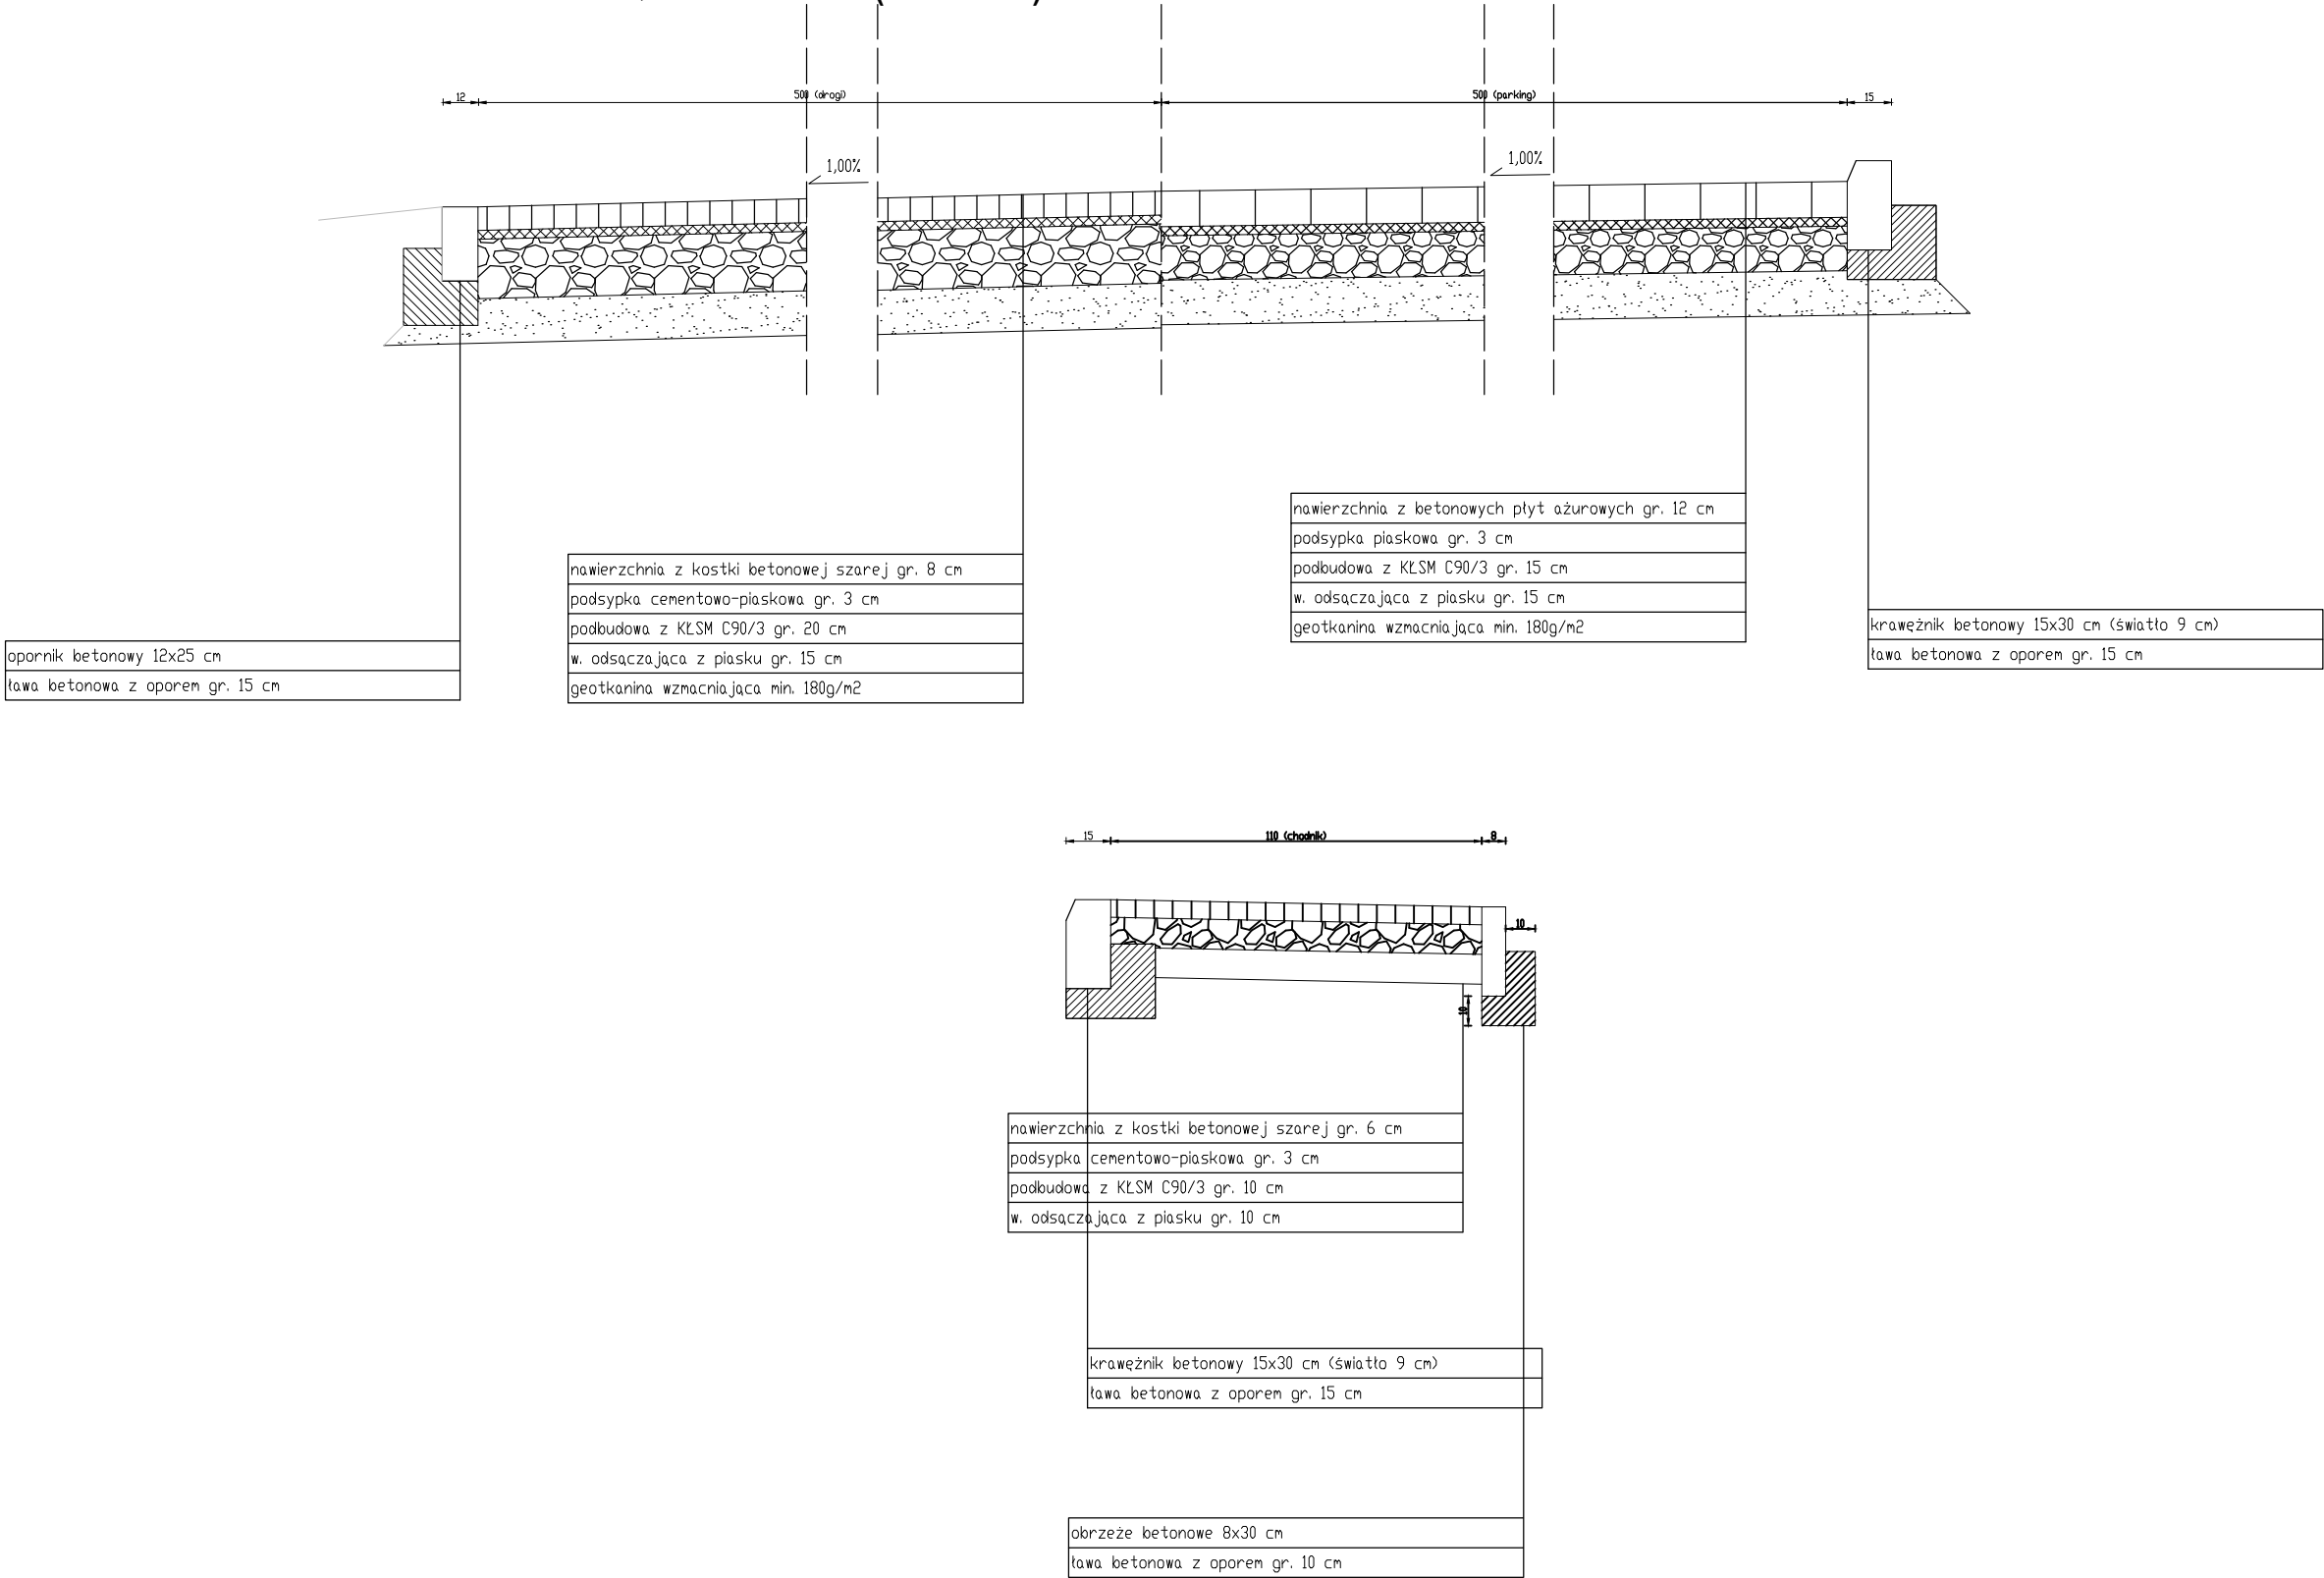 12
500 (drogi)
500 (parking)
15
1,00%
1,00%
nawierzchnia z betonowych płyt ażurowych gr. 12 cm
podsypka piaskowa gr. 3 cm
podbudowa z KŁSM C90/3 gr. 15 cm
w. odsączająca z piasku gr. 15 cm
geotkanina wzmacniająca min. 180g/m2
nawierzchnia z kostki betonowej szarej gr. 8 cm
podsypka cementowo-piaskowa gr. 3 cm
podbudowa z KŁSM C90/3 gr. 20 cm
w. odsączająca z piasku gr. 15 cm
geotkanina wzmacniająca min. 180g/m2
krawężnik betonowy 15x30 cm (światło 9 cm)
ława betonowa z oporem gr. 15 cm
opornik betonowy 12x25 cm
ława betonowa z oporem gr. 15 cm
15
110 (chodnik)
8
10
10
nawierzchnia z kostki betonowej szarej gr. 6 cm
podsypka cementowo-piaskowa gr. 3 cm
podbudowa z KŁSM C90/3 gr. 10 cm
w. odsączająca z piasku gr. 10 cm
krawężnik betonowy 15x30 cm (światło 9 cm)
ława betonowa z oporem gr. 15 cm
obrzeże betonowe 8x30 cm
ława betonowa z oporem gr. 10 cm